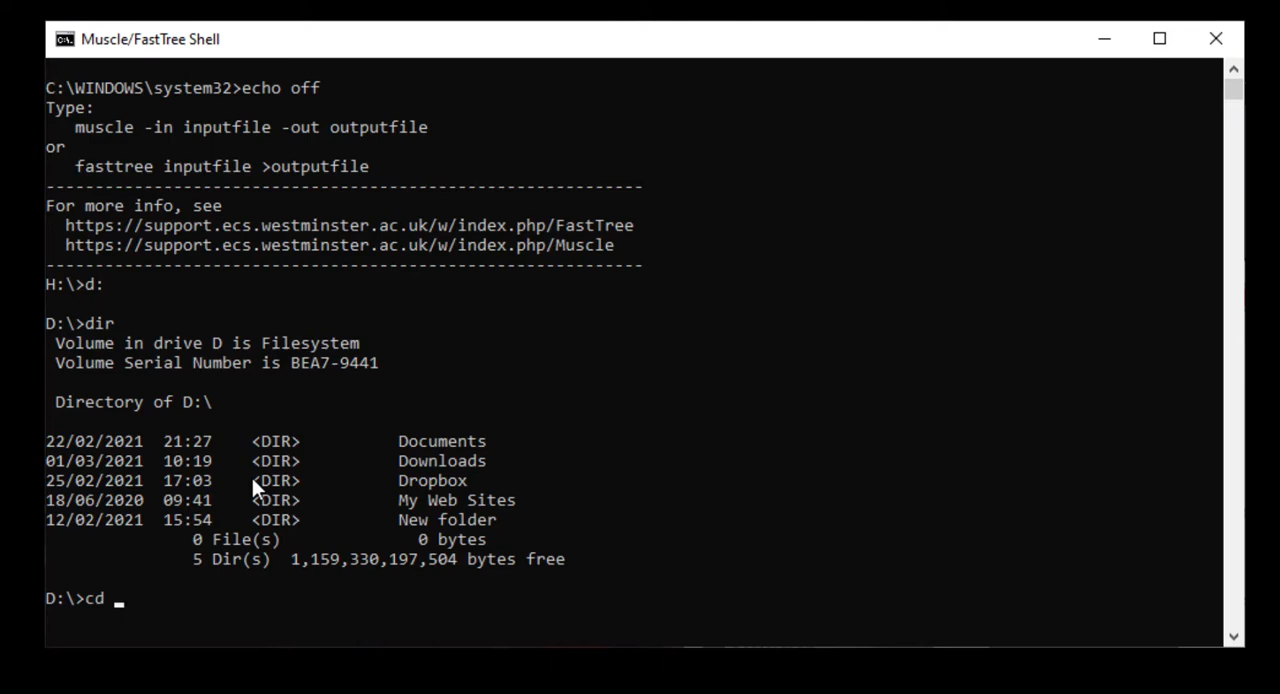 Muscle/FastTree Shell
C:\WINDOWS\system32>echo off
Type:
   muscle -in inputfile -out outputfile
or
   fasttree inputfile >outputfile
-------------------------------------------------------------
For more info, see
  https://support.ecs.westminster.ac.uk/w/index.php/FastTree
  https://support.ecs.westminster.ac.uk/w/index.php/Muscle
-------------------------------------------------------------
H:\>d:
D:\>dir
 Volume in drive D is Filesystem
 Volume Serial Number is BEA7-9441
 Directory of D:\
22/02/2021  21:27    <DIR>          Documents
01/03/2021  10:19    <DIR>          Downloads
25/02/2021  17:03    <DIR>          Dropbox
18/06/2020  09:41    <DIR>          My Web Sites
12/02/2021  15:54    <DIR>          New folder
               0 File(s)              0 bytes
               5 Dir(s)  1,159,330,197,504 bytes free
D:\>cd _